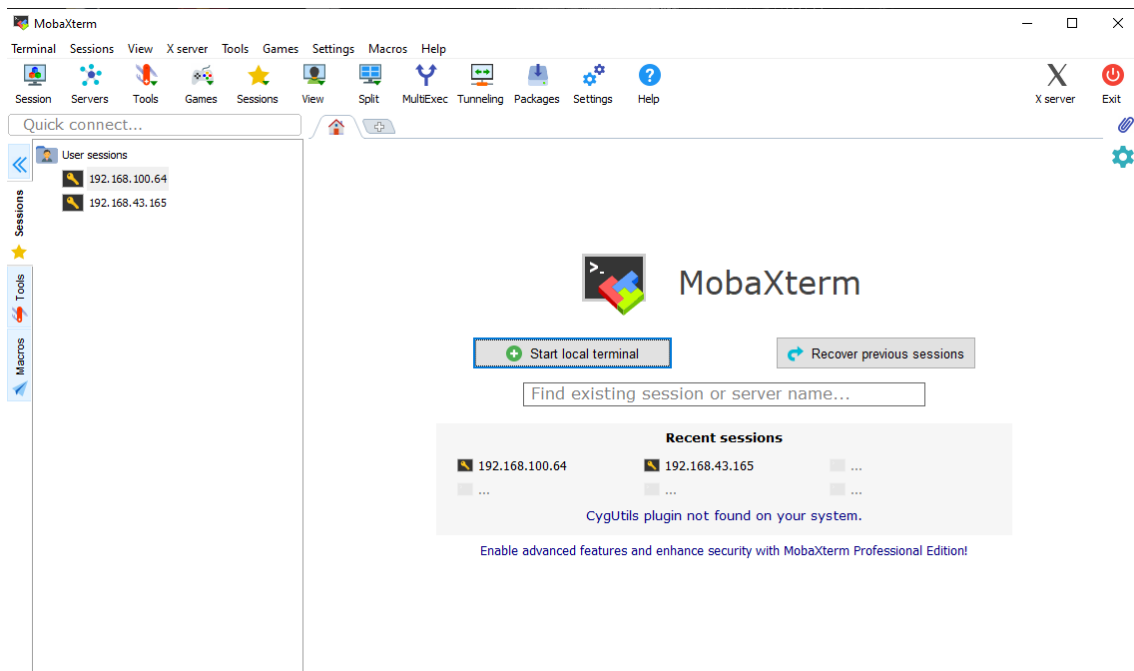 MobaXterm
Terminal Sessions View X server Tools Games Settings Macros Help
Session Servers Tools Games Sessions View Split MultiExec Tunneling Packages Settings Help X server Exit
Quick connect...
User sessions
192.168.100.64
192.168.43.165
Sessions
Tools
Macros
>_
MobaXterm
Start local terminal Recover previous sessions
Find existing session or server name...
Recent sessions
192.168.100.64 192.168.43.165 ...
... ... ...
CygUtils plugin not found on your system.
Enable advanced features and enhance security with MobaXterm Professional Edition!